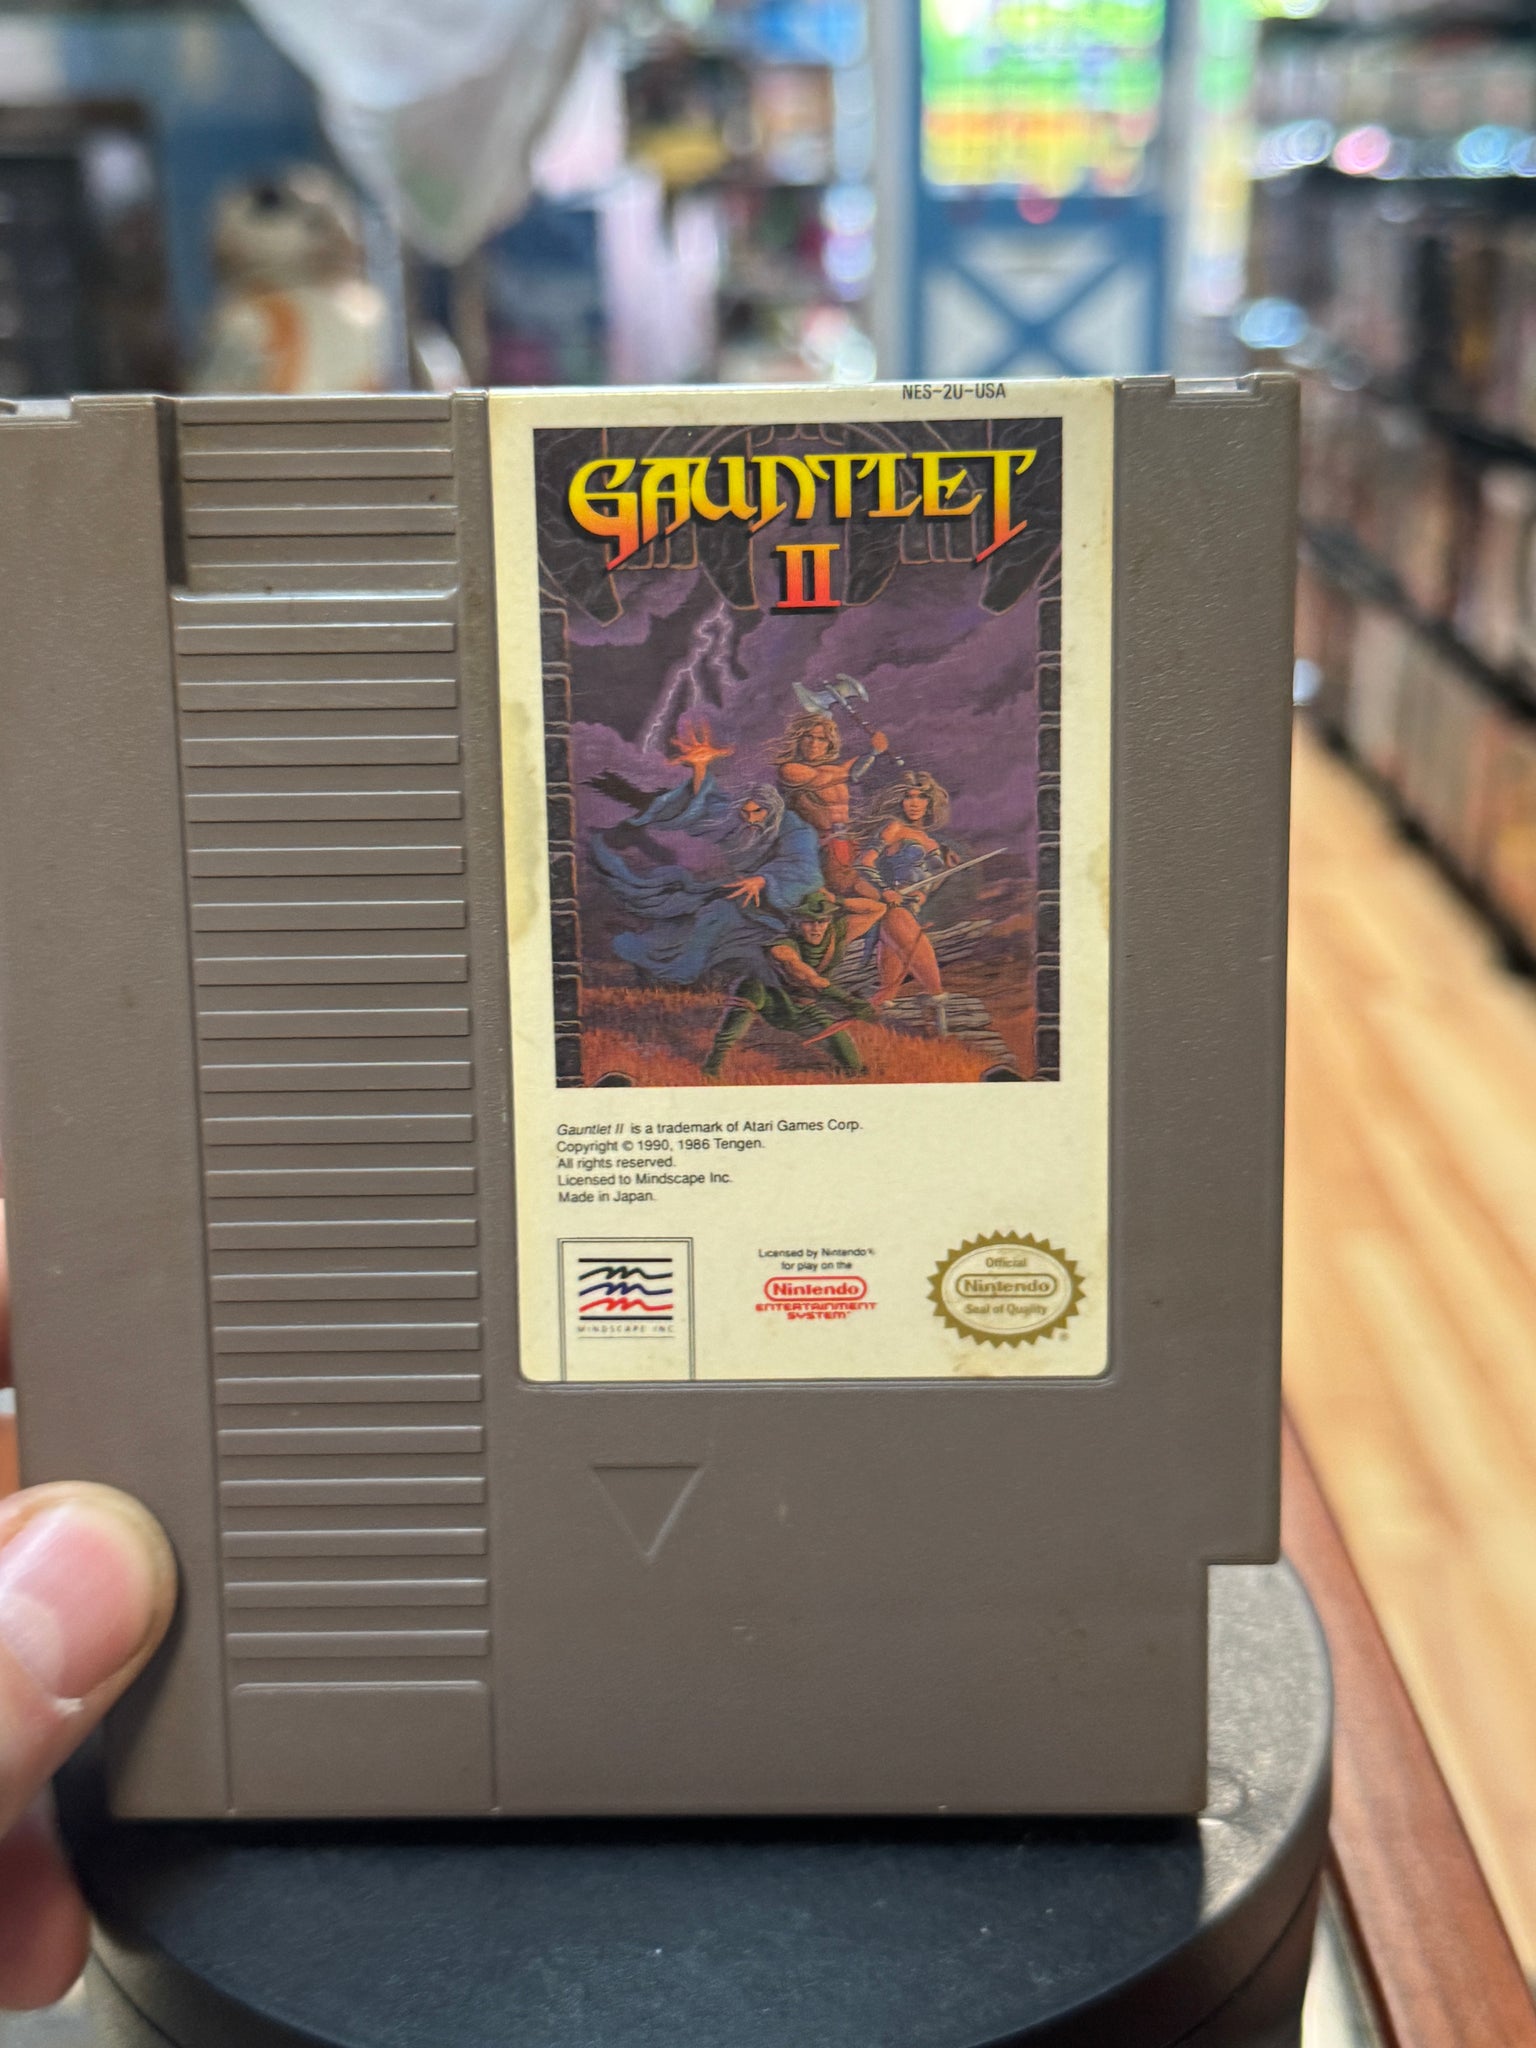 NES-2U-USA
GAUNTLET
II
Gauntlet II is a trademark of Atari Games Corp.
Copyright © 1990, 1986 Tengen.
All rights reserved.
Licensed to Mindscape Inc.
Made in Japan.
MINDSCAPE INC
Licensed by Nintendo®
for play on the
Nintendo
ENTERTAINMENT
SYSTEM™
Official
Nintendo
Seal of Quality
®